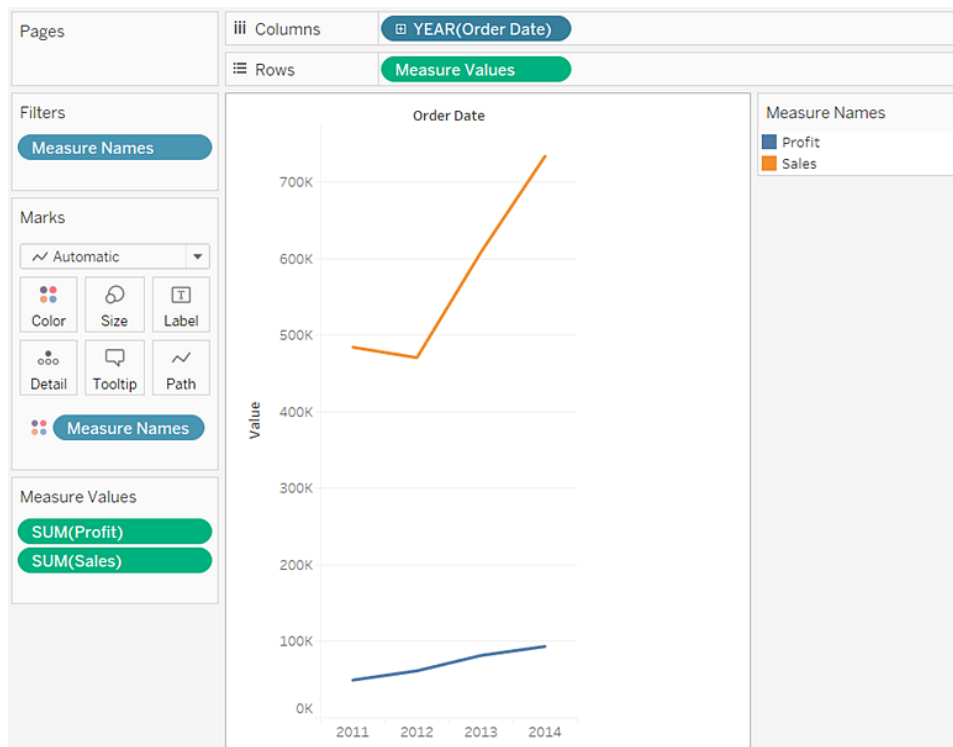 Pages
Columns
YEAR(Order Date)
Rows
Measure Values
Filters
Measure Names
Marks
Automatic
Color
Size
Label
Detail
Tooltip
Path
Measure Names
Measure Values
SUM(Profit)
SUM(Sales)
Order Date
700K
600K
500K
400K
300K
200K
100K
0K
Value
2011
2012
2013
2014
Measure Names
Profit
Sales